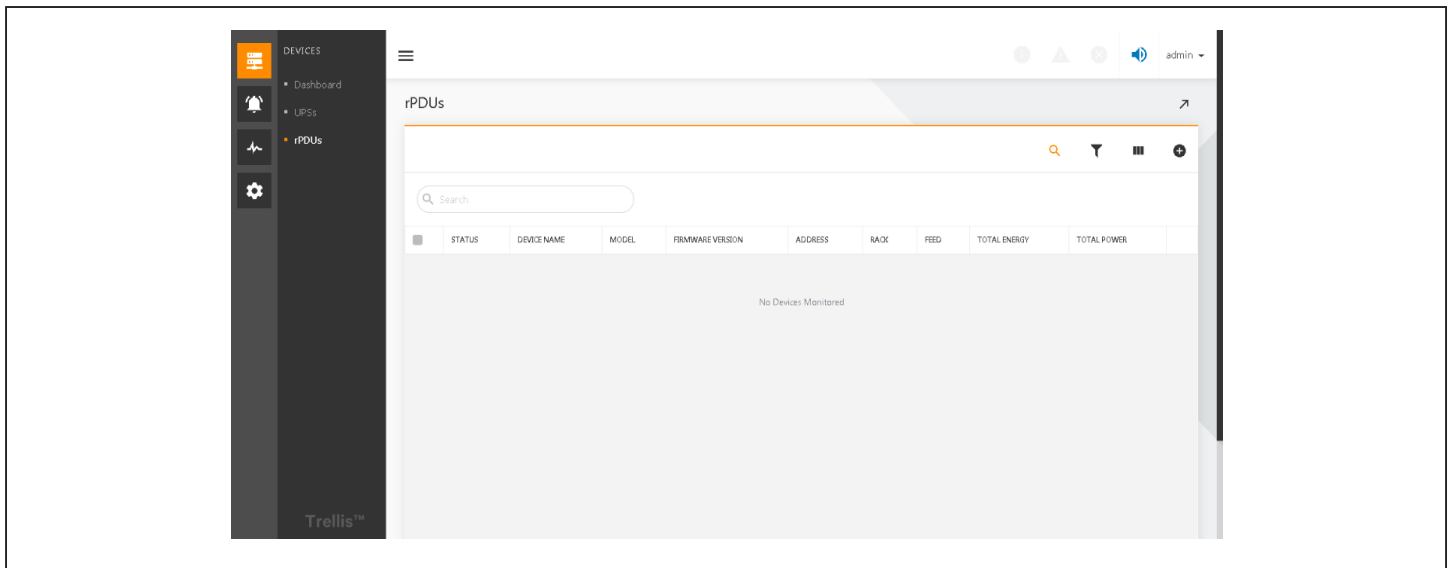 DEVICES
Dashboard
UPSs
rPDUs
Trellis™
admin
rPDUs
Search
STATUS DEVICE NAME MODEL FIRMWARE VERSION ADDRESS RACK FEED TOTAL ENERGY TOTAL POWER
No Devices Monitored